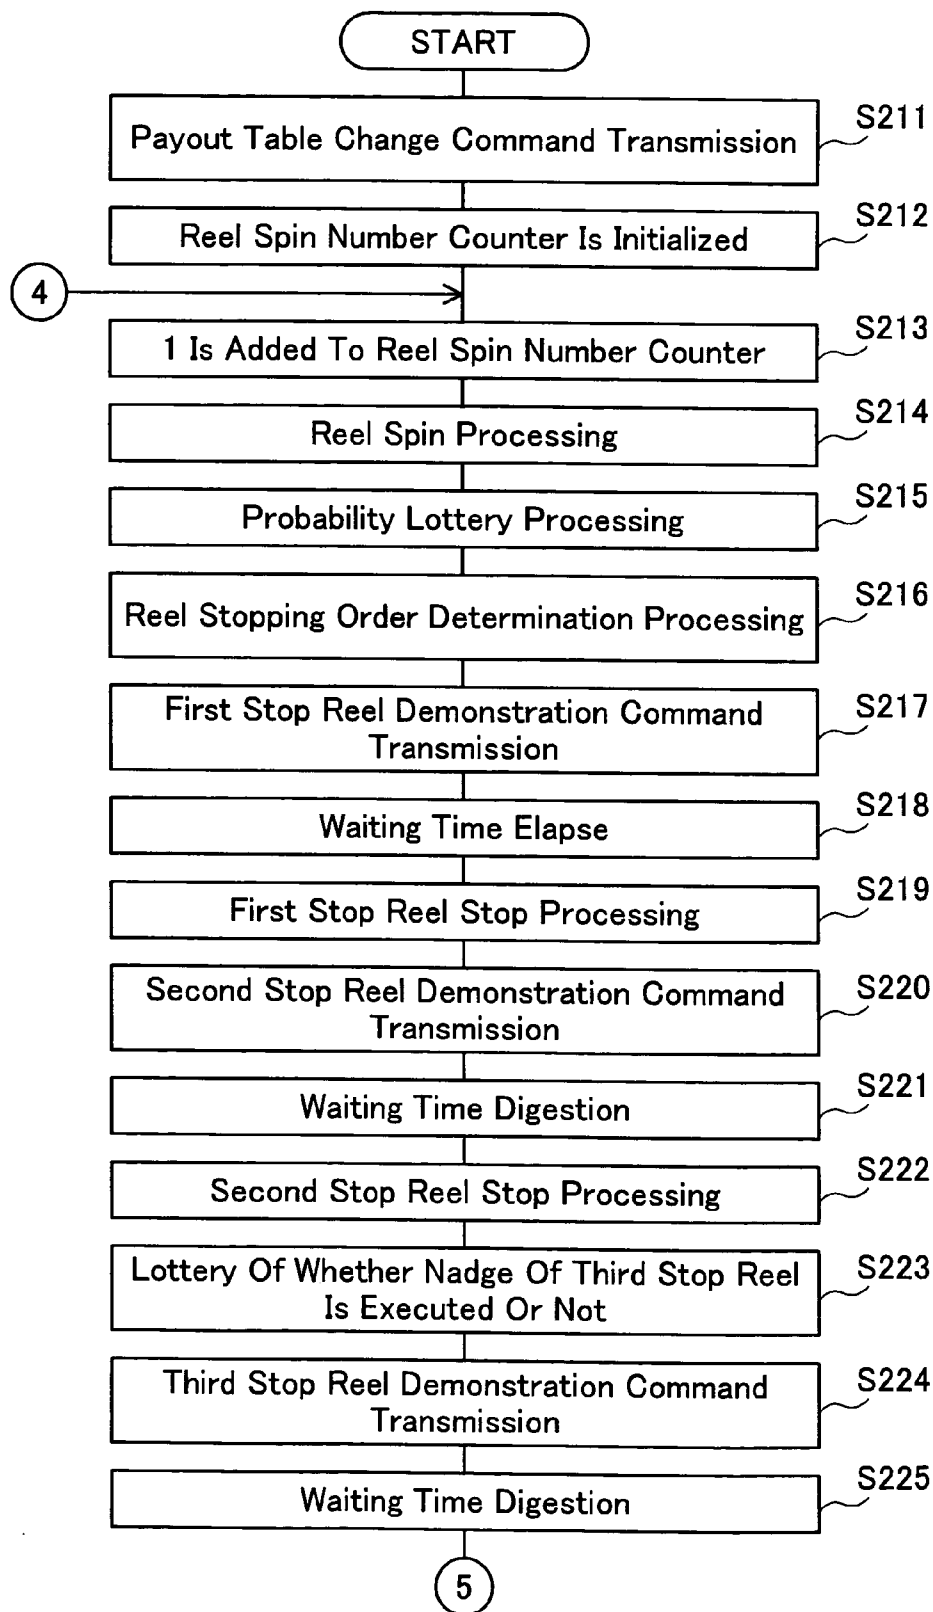 START
Payout Table Change Command Transmission
S211
Reel Spin Number Counter Is Initialized
S212
4
1 Is Added To Reel Spin Number Counter
S213
Reel Spin Processing
S214
Probability Lottery Processing
S215
Reel Stopping Order Determination Processing
S216
First Stop Reel Demonstration Command
Transmission
S217
Waiting Time Elapse
S218
First Stop Reel Stop Processing
S219
Second Stop Reel Demonstration Command
Transmission
S220
Waiting Time Digestion
S221
Second Stop Reel Stop Processing
S222
Lottery Of Whether Nadge Of Third Stop Reel
Is Executed Or Not
S223
Third Stop Reel Demonstration Command
Transmission
S224
Waiting Time Digestion
S225
5